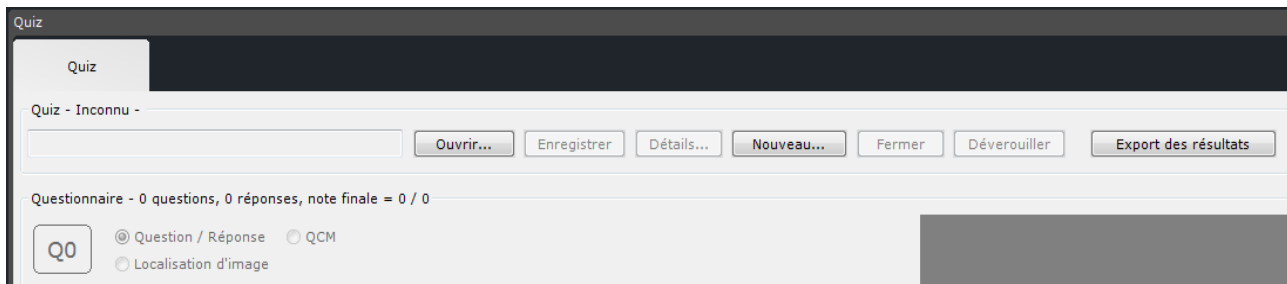 Quiz
Quiz
Quiz - Inconnu -
Ouvrir... Enregistrer Détails... Nouveau... Fermer Déverouiller Export des résultats
Questionnaire - 0 questions, 0 réponses, note finale = 0 / 0
Q0 Question / Réponse QCM
Localisation d'image